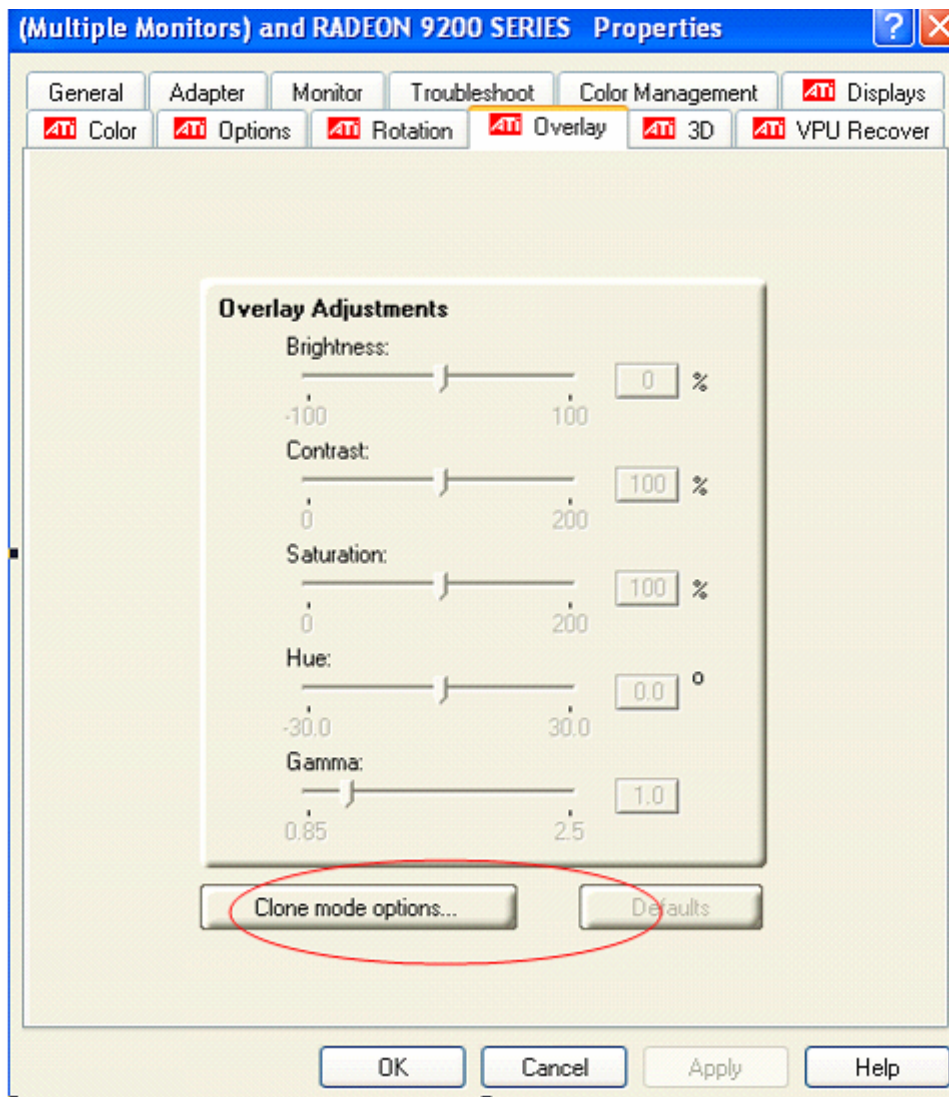 (Multiple Monitors) and RADEON 9200 SERIES Properties
General Adapter Monitor Troubleshoot Color Management ATI Displays
ATI Color ATI Options ATI Rotation ATI Overlay ATI 3D ATI VPU Recover
Overlay Adjustments
Brightness:
0 %
-100 100
Contrast:
100 %
0 200
Saturation:
100 %
0 200
Hue:
0.0 °
-30.0 30.0
Gamma:
1.0
0.85 2.5
Clone mode options... Defaults
OK Cancel Apply Help